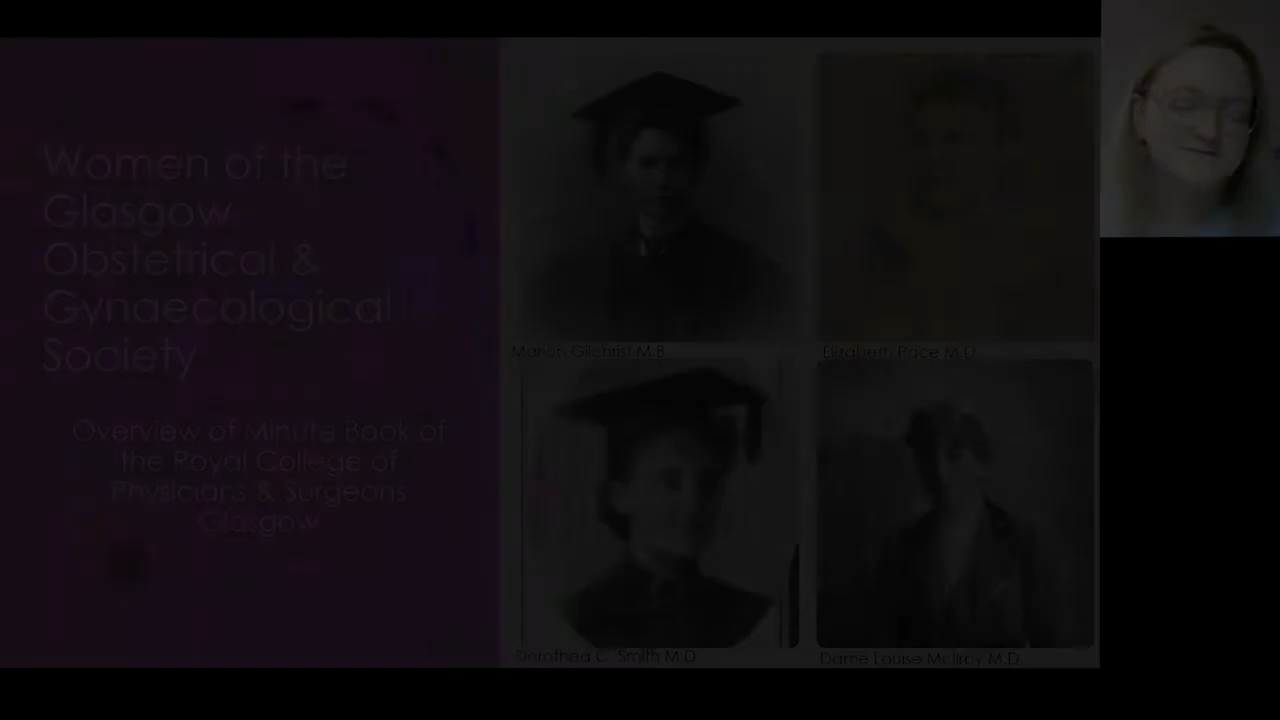 Women of the
Glasgow
Obstetrical &
Gynaecological
Society
Overview of Minute Book of
the Royal College of
Physicians & Surgeons
Glasgow
Marion Gilchrist M.B.
Elizabeth Pace M.D.
Dorothea C. Smith M.D
Dame Louise McIlroy M.D.